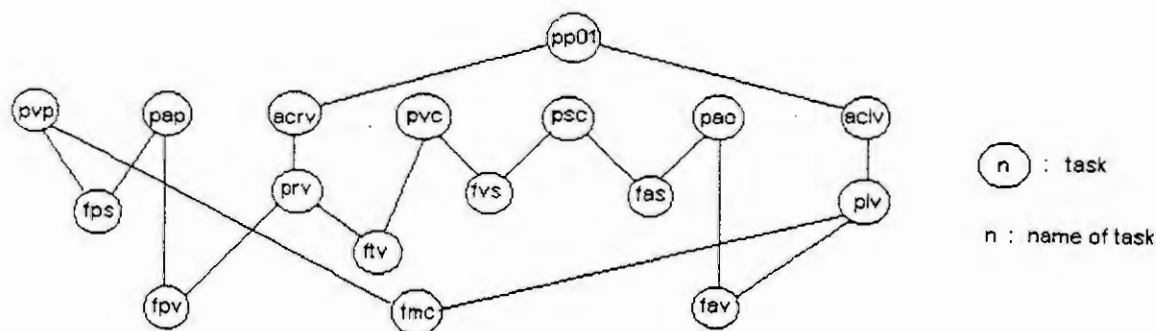 pp01
pvp
pap
acrv
pvc
psc
pao
aclv
fps
prv
fvs
fas
plv
ftv
fpv
fmc
fav
n : task
n : name of task